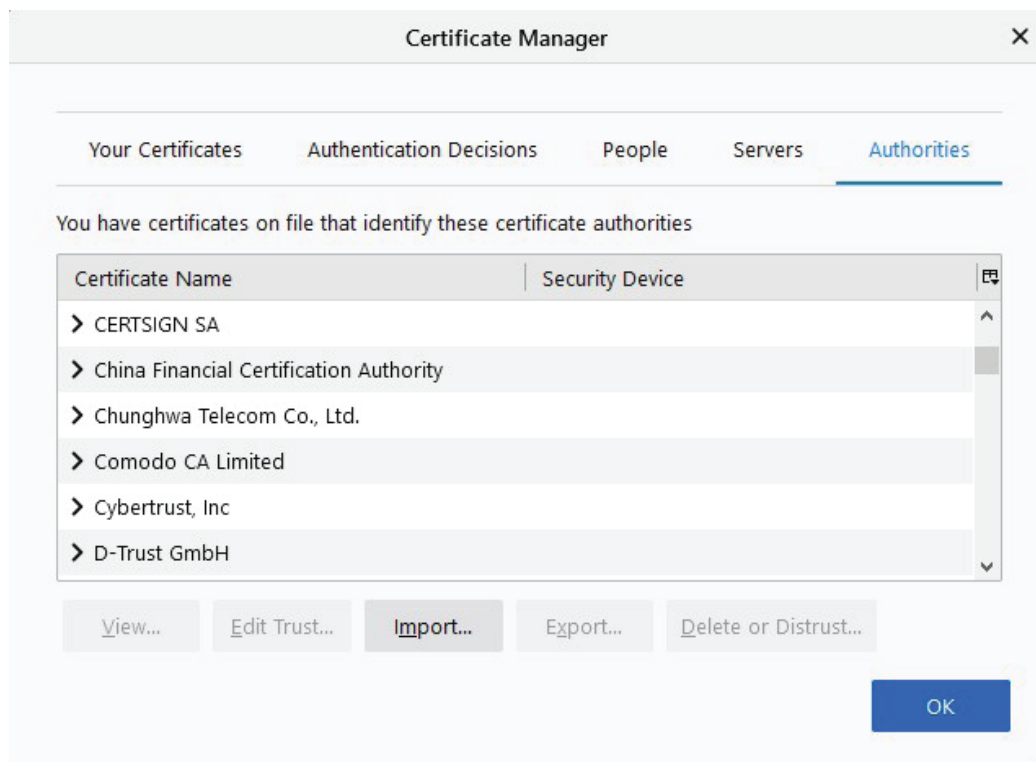 Certificate Manager
Your Certificates Authentication Decisions People Servers Authorities
You have certificates on file that identify these certificate authorities
Certificate Name Security Device
CERTSIGN SA
China Financial Certification Authority
Chunghwa Telecom Co., Ltd.
Comodo CA Limited
Cybertrust, Inc
D-Trust GmbH
View... Edit Trust... Import... Export... Delete or Distrust...
OK